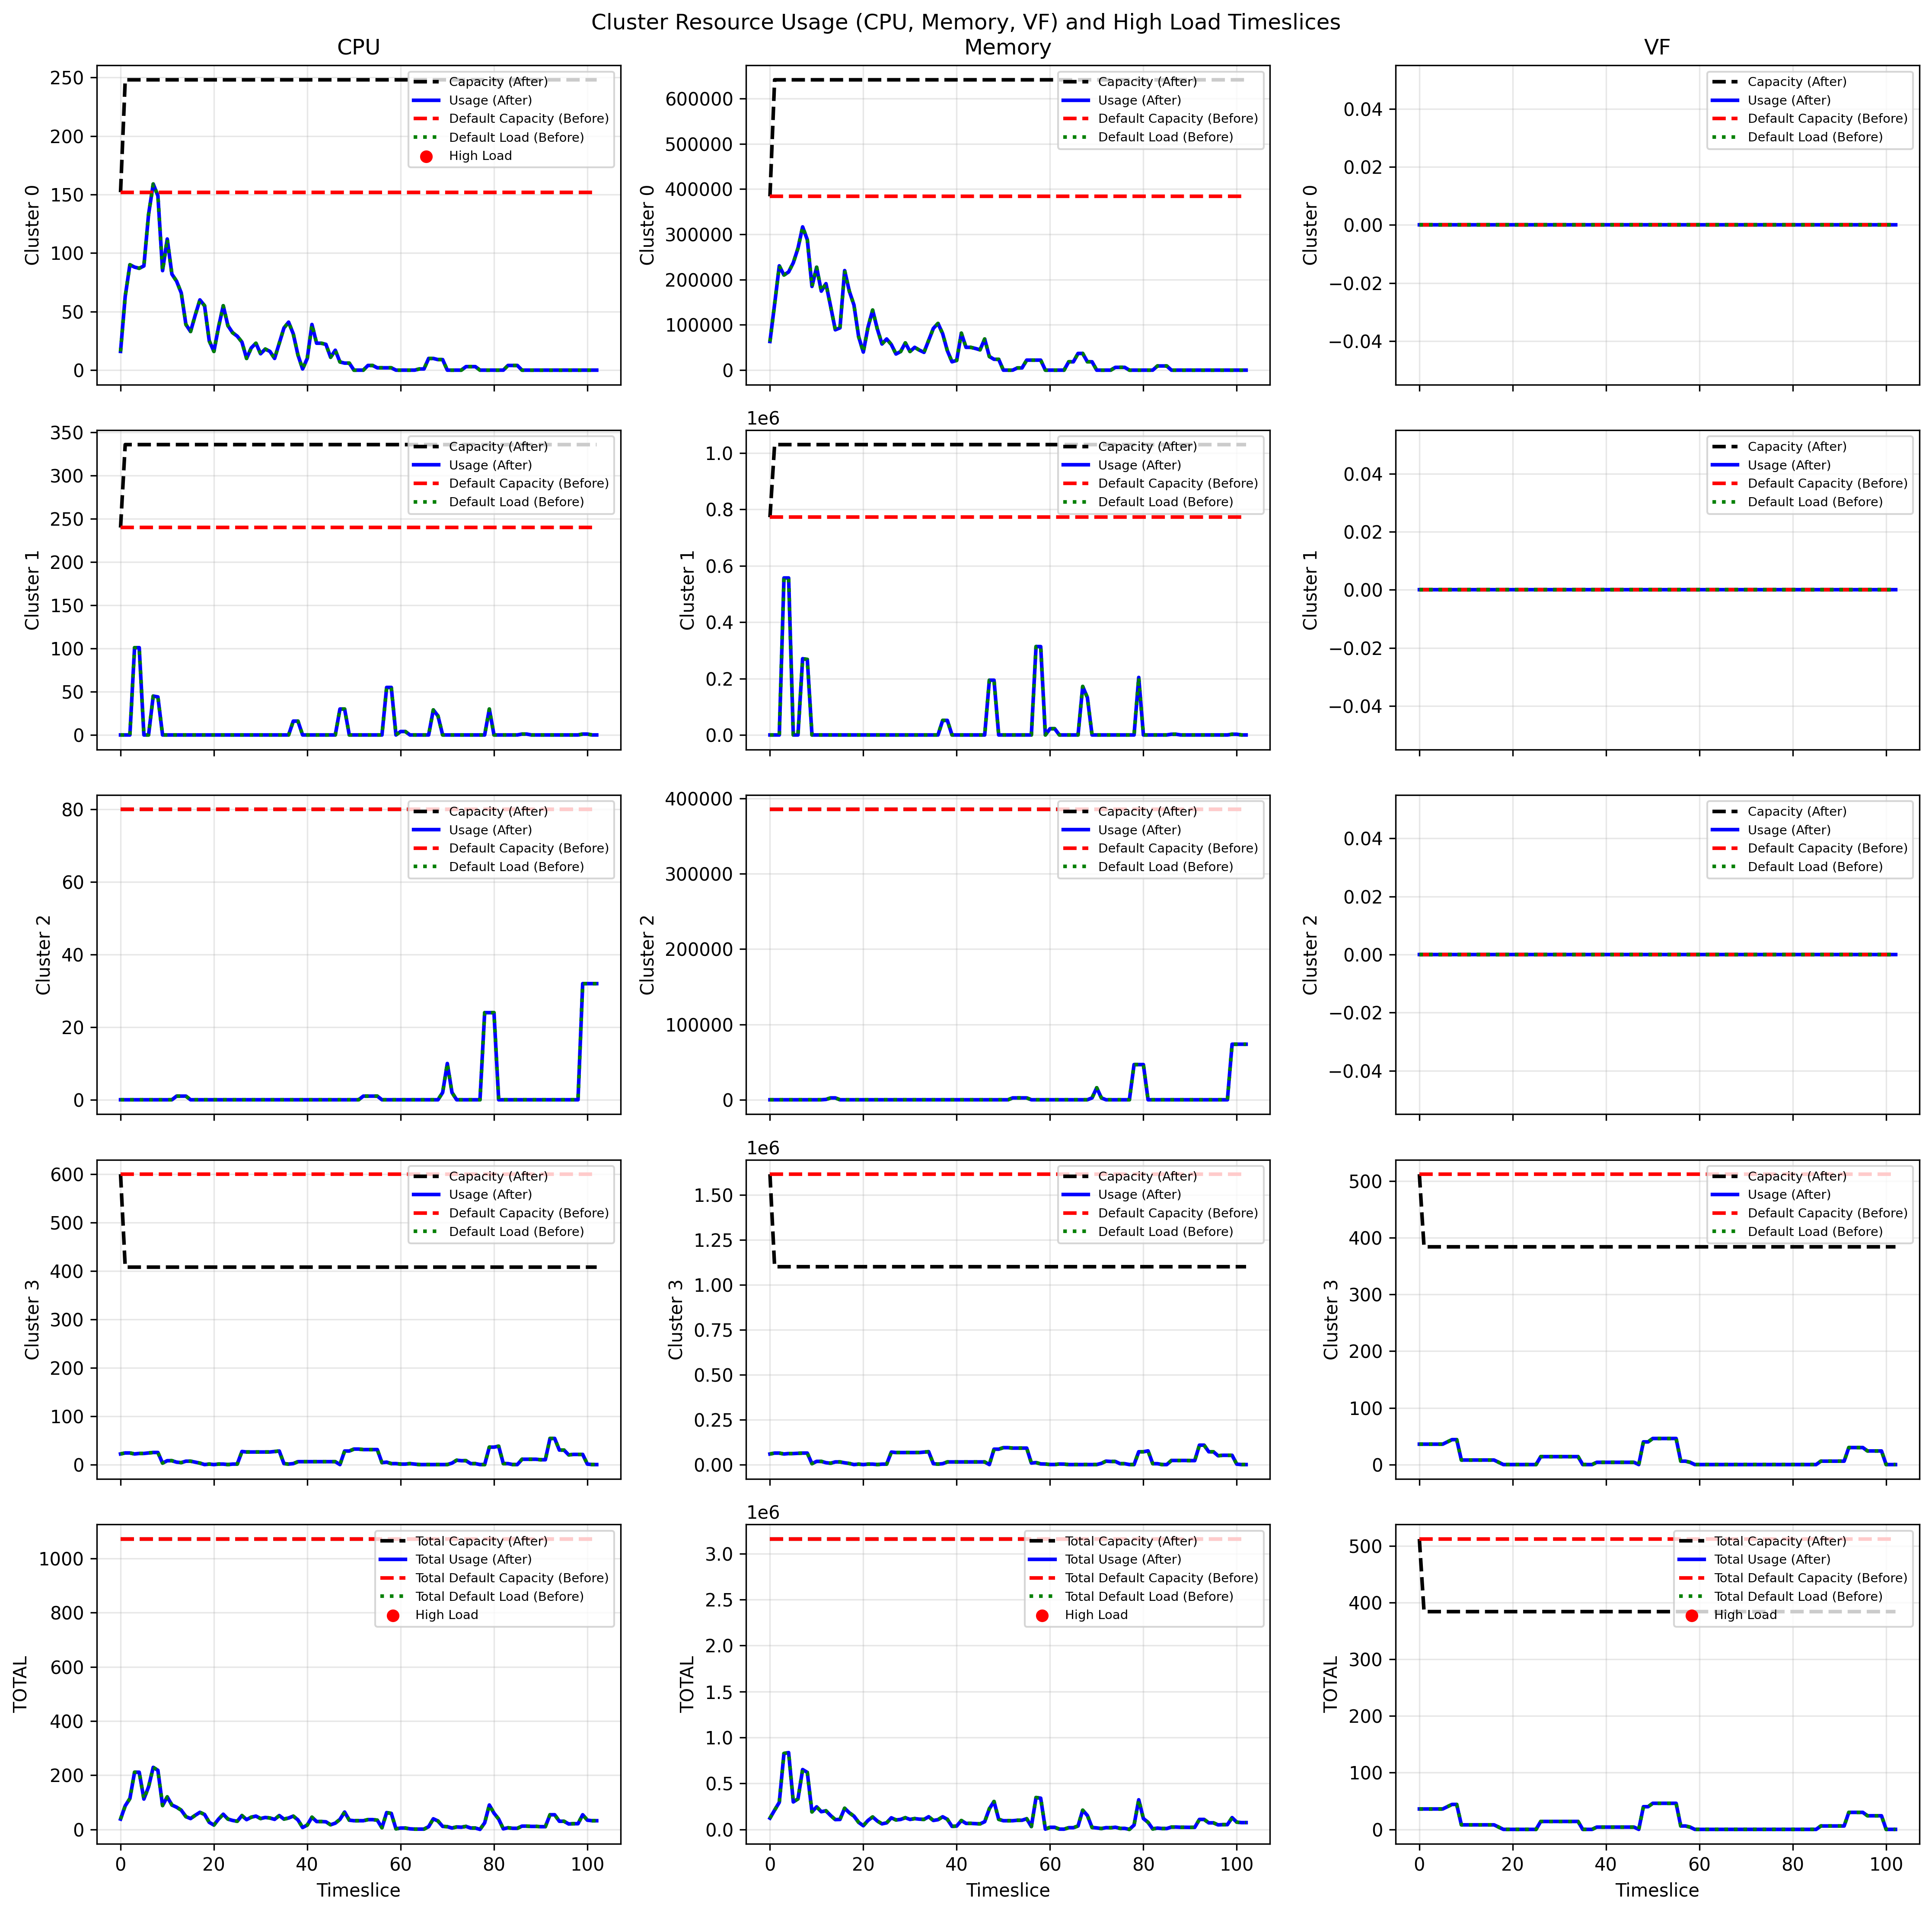 Cluster Resource Usage (CPU, Memory, VF) and High Load Timeslices
CPU
Memory
VF
Cluster 0
250
200
150
100
50
0
Capacity (After)
Usage (After)
Default Capacity (Before)
Default Load (Before)
High Load
Cluster 0
600000
500000
400000
300000
200000
100000
0
Capacity (After)
Usage (After)
Default Capacity (Before)
Default Load (Before)
Cluster 0
0.04
0.02
0.00
−0.02
−0.04
Capacity (After)
Usage (After)
Default Capacity (Before)
Default Load (Before)
Cluster 1
350
300
250
200
150
100
50
0
Capacity (After)
Usage (After)
Default Capacity (Before)
Default Load (Before)
Cluster 1
1e6
1.0
0.8
0.6
0.4
0.2
0.0
Capacity (After)
Usage (After)
Default Capacity (Before)
Default Load (Before)
Cluster 1
0.04
0.02
0.00
−0.02
−0.04
Capacity (After)
Usage (After)
Default Capacity (Before)
Default Load (Before)
Cluster 2
80
60
40
20
0
Capacity (After)
Usage (After)
Default Capacity (Before)
Default Load (Before)
Cluster 2
400000
300000
200000
100000
0
Capacity (After)
Usage (After)
Default Capacity (Before)
Default Load (Before)
Cluster 2
0.04
0.02
0.00
−0.02
−0.04
Capacity (After)
Usage (After)
Default Capacity (Before)
Default Load (Before)
Cluster 3
600
500
400
300
200
100
0
Capacity (After)
Usage (After)
Default Capacity (Before)
Default Load (Before)
Cluster 3
1e6
1.50
1.25
1.00
0.75
0.50
0.25
0.00
Capacity (After)
Usage (After)
Default Capacity (Before)
Default Load (Before)
Cluster 3
500
400
300
200
100
0
Capacity (After)
Usage (After)
Default Capacity (Before)
Default Load (Before)
TOTAL
1000
800
600
400
200
0
Total Capacity (After)
Total Usage (After)
Total Default Capacity (Before)
Total Default Load (Before)
High Load
0 20 40 60 80 100
Timeslice
TOTAL
1e6
3.0
2.5
2.0
1.5
1.0
0.5
0.0
Total Capacity (After)
Total Usage (After)
Total Default Capacity (Before)
Total Default Load (Before)
High Load
0 20 40 60 80 100
Timeslice
TOTAL
500
400
300
200
100
0
Total Capacity (After)
Total Usage (After)
Total Default Capacity (Before)
Total Default Load (Before)
High Load
0 20 40 60 80 100
Timeslice